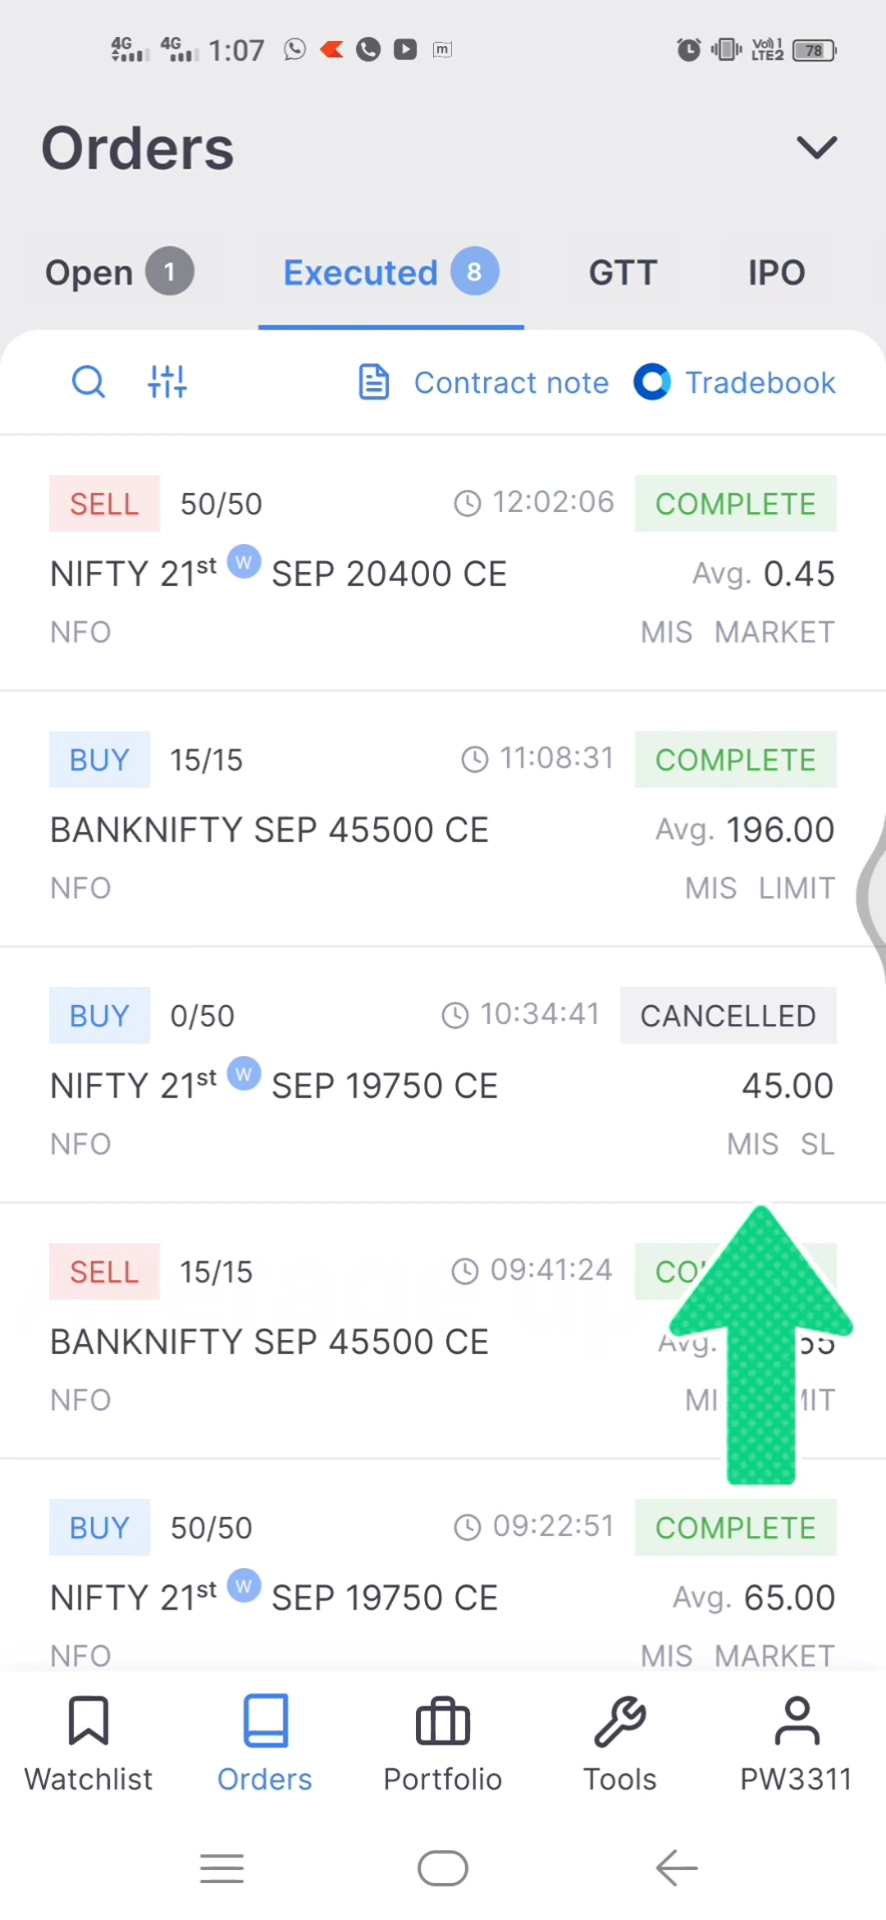 4G 4G 1:07 m Vo) 1 LTE2 78
Orders
Open 1 Executed 8 GTT IPO
Contract note Tradebook
SELL 50/50 12:02:06 COMPLETE
NIFTY 21st W SEP 20400 CE Avg. 0.45
NFO MIS MARKET
BUY 15/15 11:08:31 COMPLETE
BANKNIFTY SEP 45500 CE Avg. 196.00
NFO MIS LIMIT
BUY 0/50 10:34:41 CANCELLED
NIFTY 21st W SEP 19750 CE 45.00
NFO MIS SL
SELL 15/15 09:41:24
BANKNIFTY SEP 45500 CE Avg.
NFO
BUY 50/50 09:22:51 COMPLETE
NIFTY 21st W SEP 19750 CE Avg. 65.00
NFO MIS MARKET
Watchlist Orders Portfolio Tools PW3311